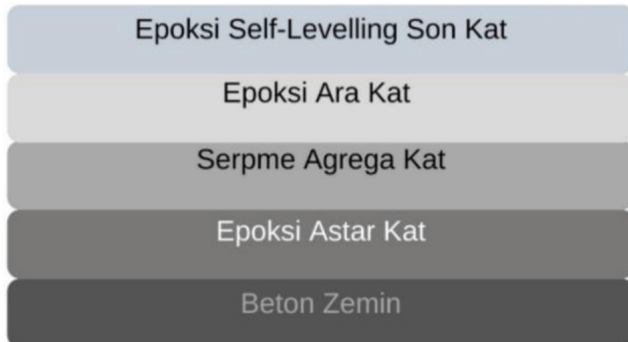 Epoksi Self-Levelling Son Kat
Epoksi Ara Kat
Serpme Agrega Kat
Epoksi Astar Kat
Beton Zemin